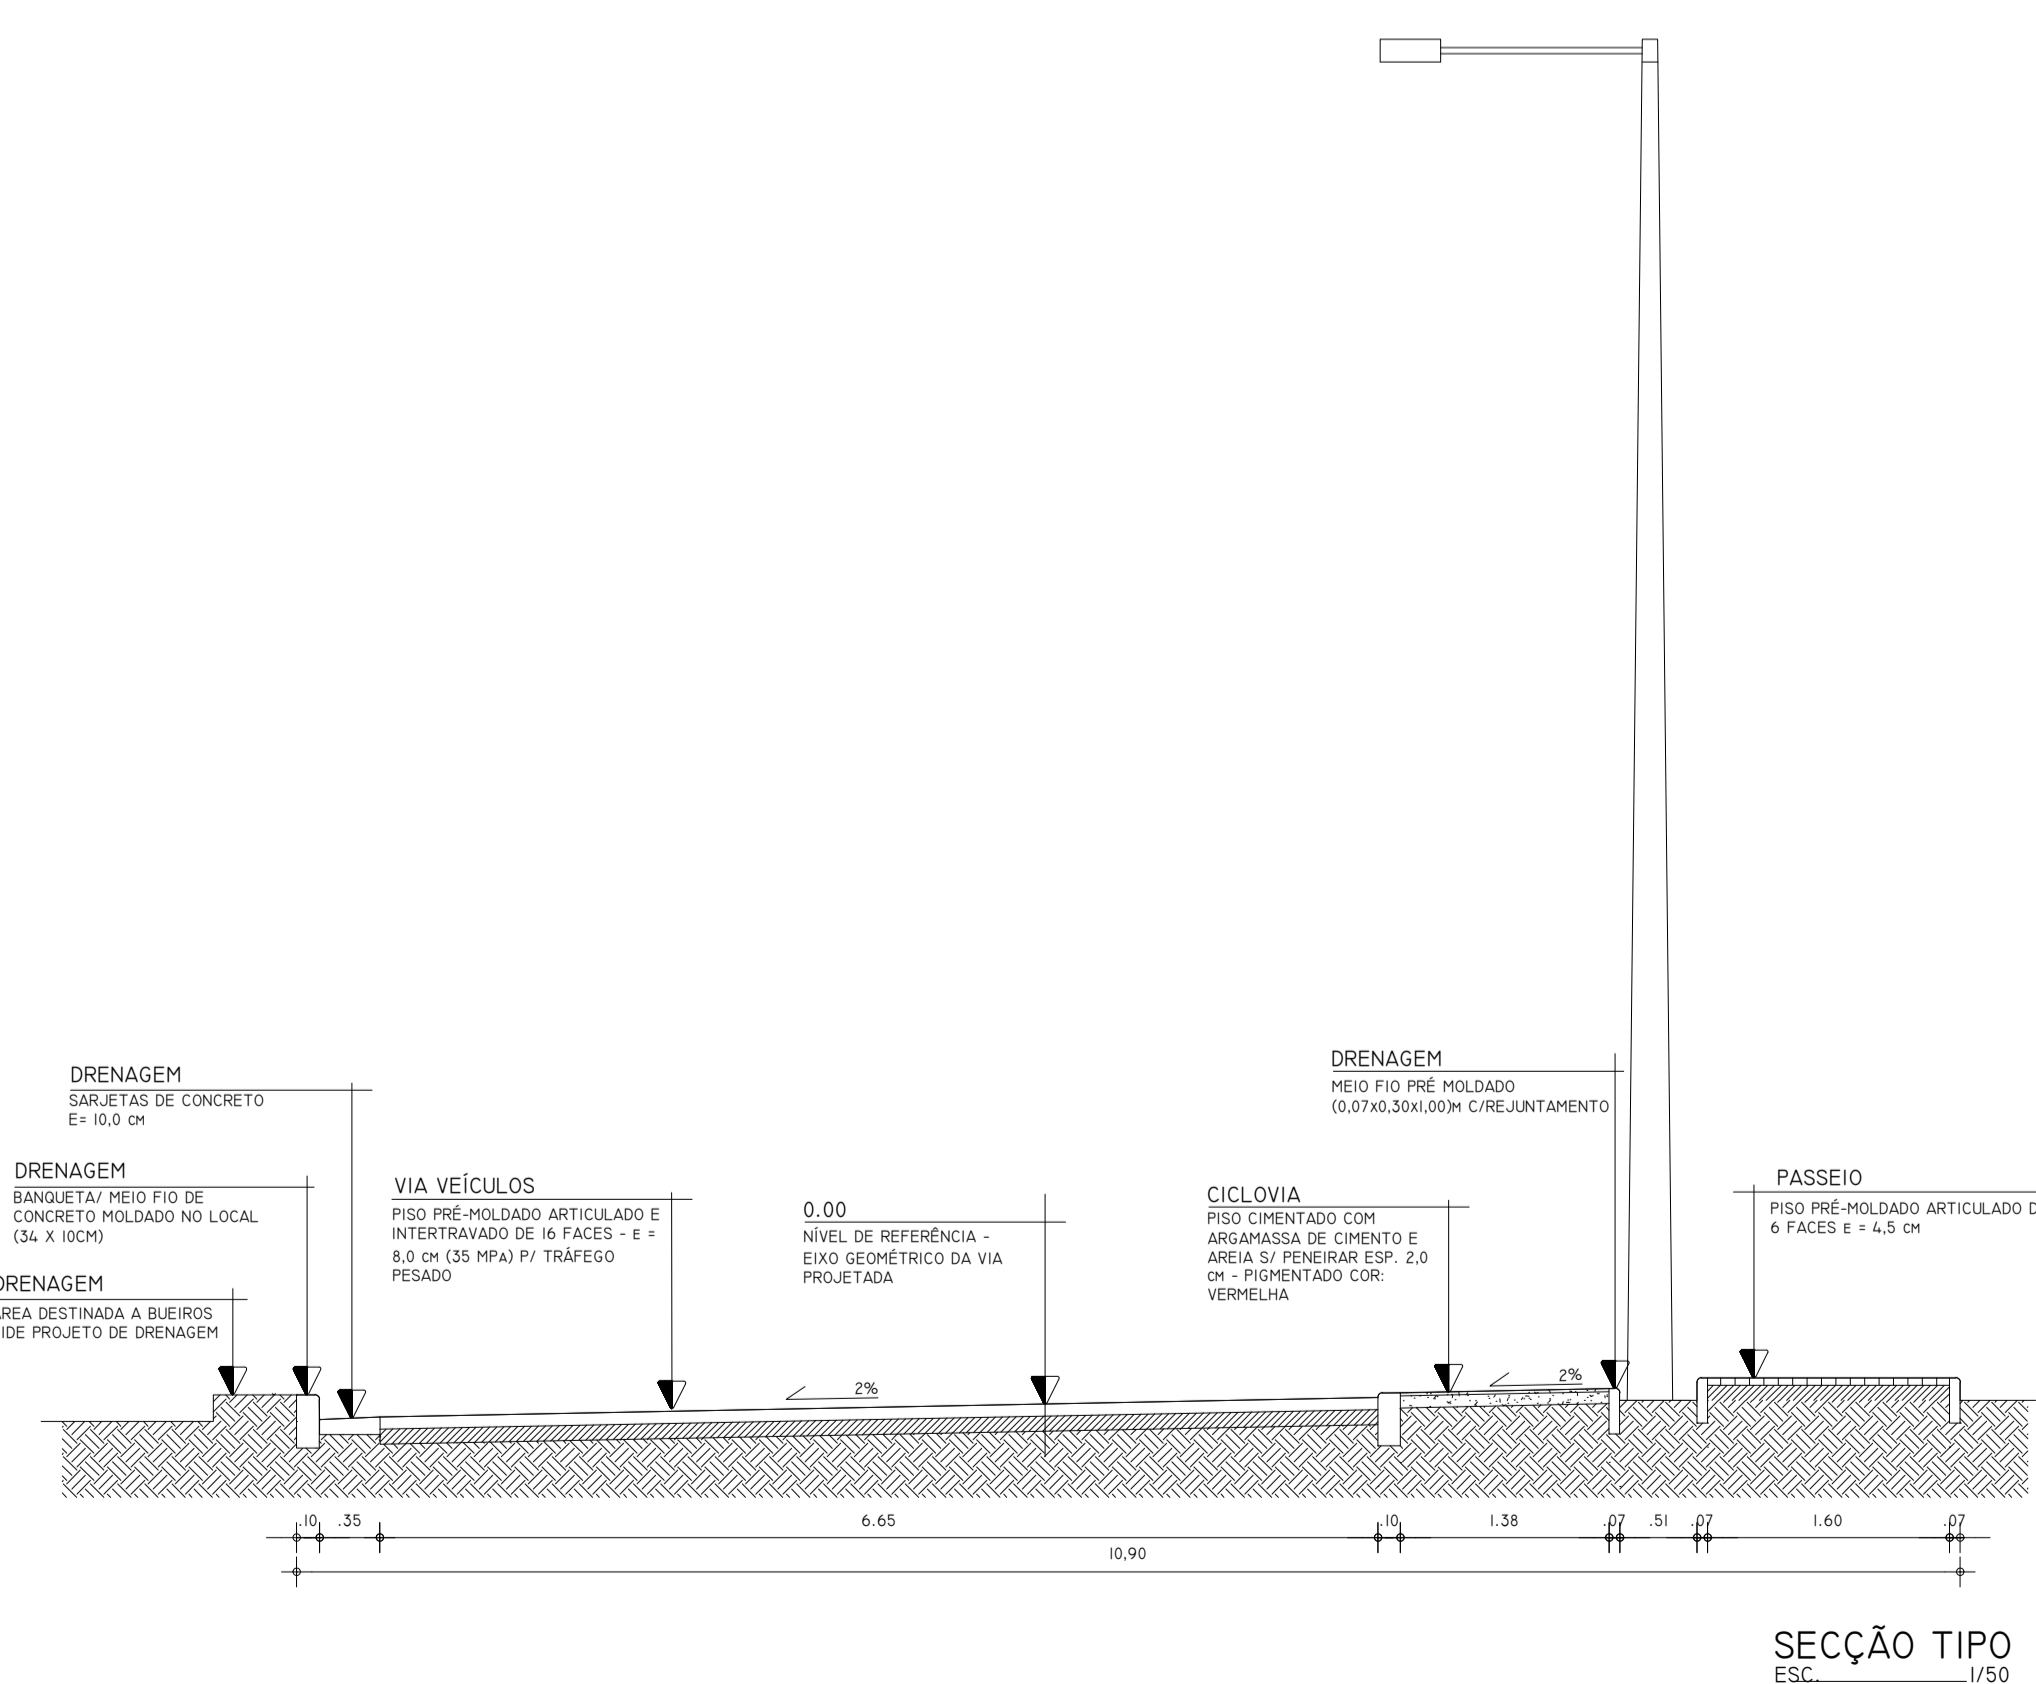 DRENAGEM
MEIO FIO PRÉ MOLDADO
(0,07x0,30x1,00)M C/REJUNTAMENTO
DRENAGEM
SARJETAS DE CONCRETO
E= 10,0 CM
DRENAGEM
BANQUETA/ MEIO FIO DE
CONCRETO MOLDADO NO LOCAL
(34 X 10CM)
VIA VEÍCULOS
PISO PRÉ-MOLDADO ARTICULADO E
INTERTRAVADO DE 16 FACES - E =
8,0 CM (35 MPA) P/ TRÁFEGO
PESADO
0.00
NÍVEL DE REFERÊNCIA -
EIXO GEOMÉTRICO DA VIA
PROJETADA
CICLOVIA
PISO CIMENTADO COM
ARGAMASSA DE CIMENTO E
AREIA S/ PENEIRAR ESP. 2,0
CM - PIGMENTADO COR:
VERMELHA
PASSEIO
PISO PRÉ-MOLDADO ARTICULADO D
6 FACES E = 4,5 CM
DRENAGEM
ÁREA DESTINADA A BUEIROS
IDE PROJETO DE DRENAGEM
2%
2%
.10 .35 6.65 .10 1.38 .07 .51 .07 1.60 .07
10,90
SECÇÃO TIPO
ESC. 1/50